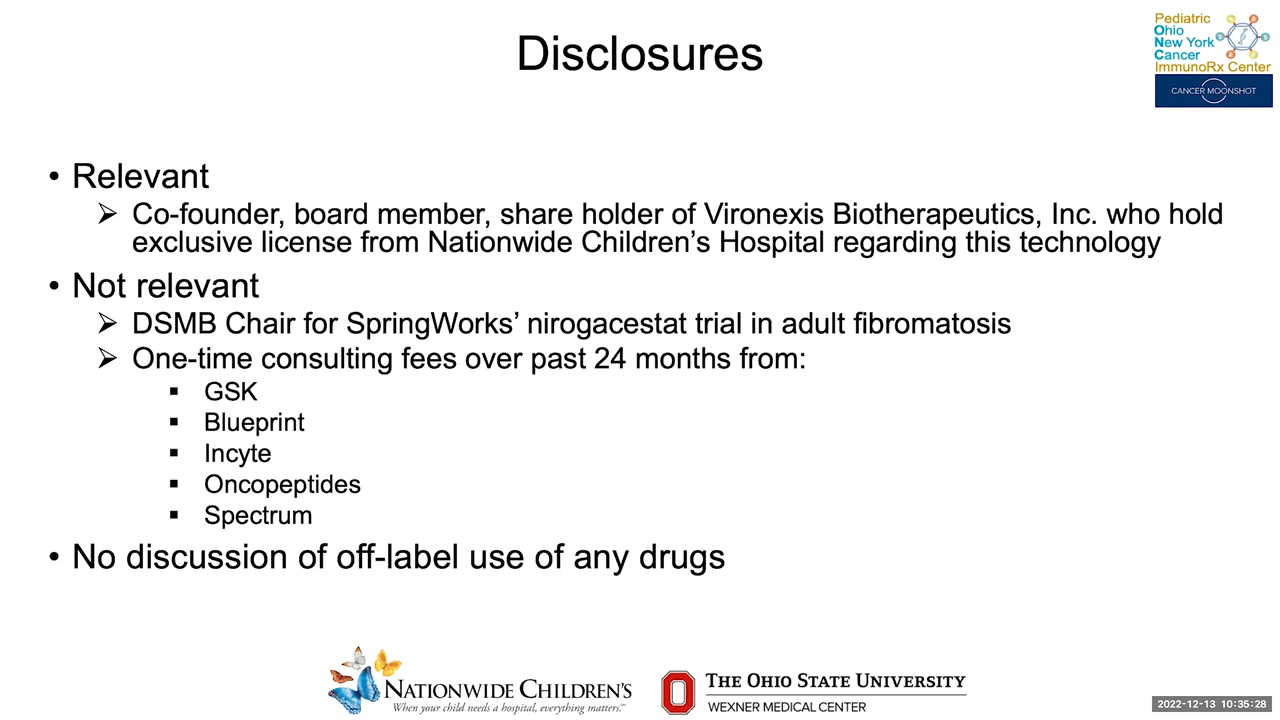 Disclosures
Pediatric
Ohio
New York
Cancer
ImmunoRx Center
CANCER MOONSHOT
• Relevant
➢ Co-founder, board member, share holder of Vironexis Biotherapeutics, Inc. who hold
exclusive license from Nationwide Children’s Hospital regarding this technology
• Not relevant
➢ DSMB Chair for SpringWorks’ nirogacestat trial in adult fibromatosis
➢ One-time consulting fees over past 24 months from:
▪ GSK
▪ Blueprint
▪ Incyte
▪ Oncopeptides
▪ Spectrum
• No discussion of off-label use of any drugs
NATIONWIDE CHILDREN'S
When your child needs a hospital, everything matters.℠
THE OHIO STATE UNIVERSITY
WEXNER MEDICAL CENTER
2022-12-13 10:35:28